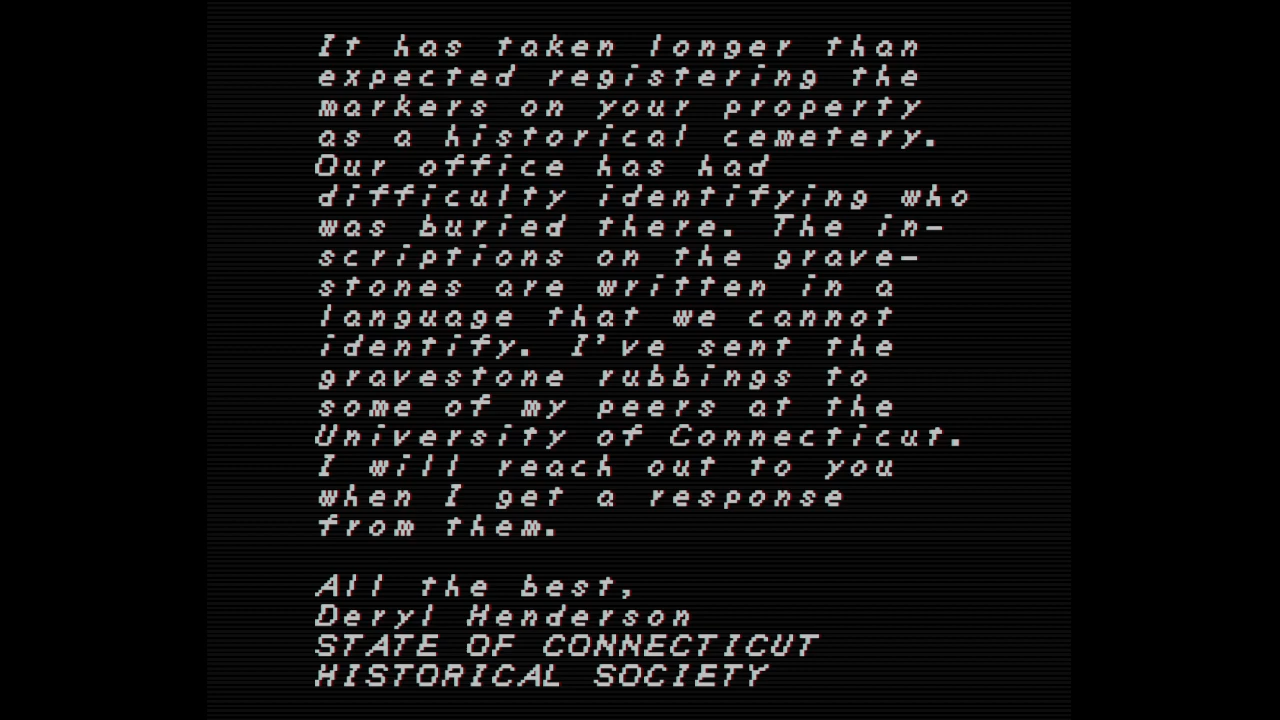 It has taken longer than
expected registering the
markers on your property
as a historical cemetery.
Our office has had
difficulty identifying who
was buried there. The in-
scriptions on the grave-
stones are written in a
language that we cannot
identify. I've sent the
gravestone rubbings to
some of my peers at the
University of Connecticut.
I will reach out to you
when I get a response
from them.
All the best,
Deryl Henderson
STATE OF CONNECTICUT
HISTORICAL SOCIETY